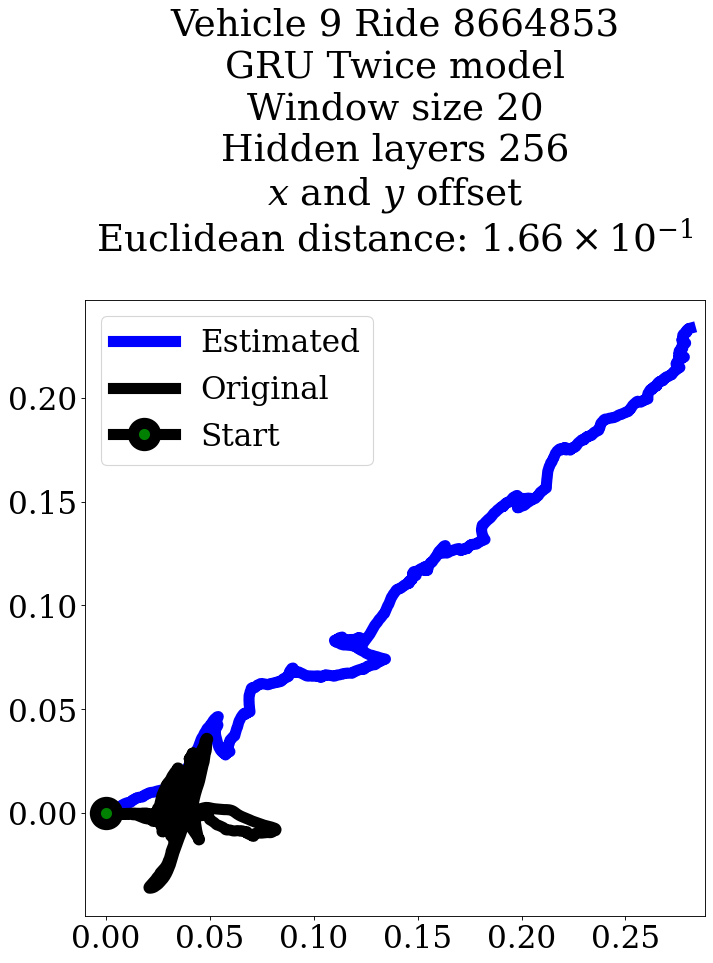 Vehicle 9 Ride 8664853
GRU Twice model
Window size 20
Hidden layers 256
x and y offset
Euclidean distance: 1.66 × 10⁻¹
Estimated
Original
Start
0.20
0.15
0.10
0.05
0.00
0.00 0.05 0.10 0.15 0.20 0.25